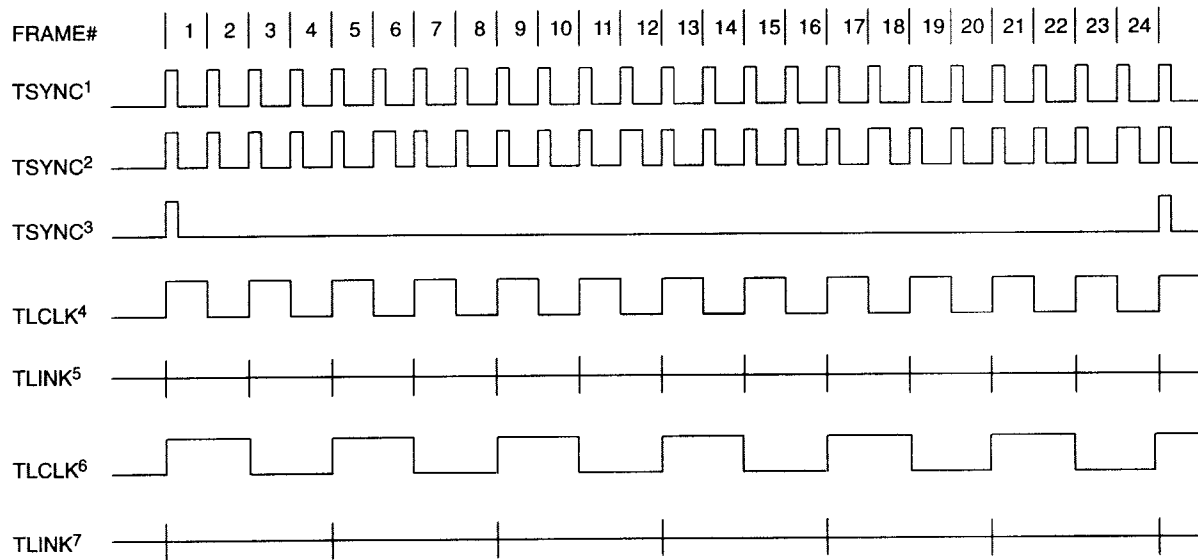 FRAME# 1 2 3 4 5 6 7 8 9 10 11 12 13 14 15 16 17 18 19 20 21 22 23 24
TSYNC1
TSYNC2
TSYNC3
TLCLK4
TLINK5
TLCLK6
TLINK7